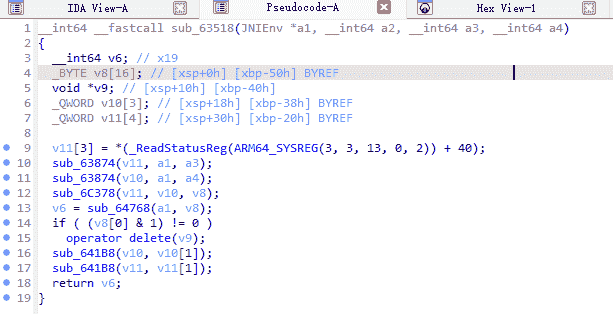 IDA View-A Pseudocode-A Hex View-1
1 __int64 __fastcall sub_63518(JNIEnv *a1, __int64 a2, __int64 a3, __int64 a4)
2 {
3 __int64 v6; // x19
4 _BYTE v8[16]; // [xsp+0h] [xbp-50h] BYREF
5 void *v9; // [xsp+10h] [xbp-40h]
6 _QWORD v10[3]; // [xsp+18h] [xbp-38h] BYREF
7 _QWORD v11[4]; // [xsp+30h] [xbp-20h] BYREF
8
9 v11[3] = *(_ReadStatusReg(ARM64_SYSREG(3, 3, 13, 0, 2)) + 40);
10 sub_63874(v11, a1, a3);
11 sub_63874(v10, a1, a4);
12 sub_6C378(v11, v10, v8);
13 v6 = sub_64768(a1, v8);
14 if ( (v8[0] & 1) != 0 )
15 operator delete(v9);
16 sub_641B8(v10, v10[1]);
17 sub_641B8(v11, v11[1]);
18 return v6;
19 }